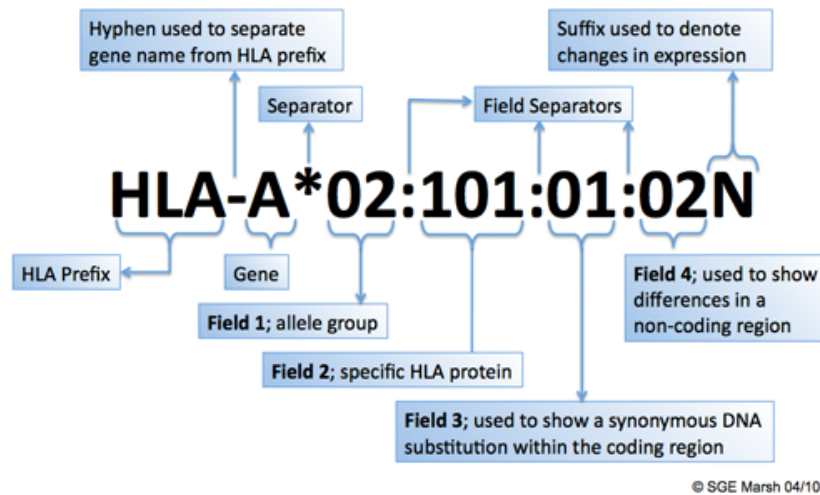 Hyphen used to separate
gene name from HLA prefix
Suffix used to denote
changes in expression
Separator
Field Separators
HLA-A*02:101:01:02N
HLA Prefix
Gene
Field 1; allele group
Field 2; specific HLA protein
Field 3; used to show a synonymous DNA
substitution within the coding region
Field 4; used to show
differences in a
non-coding region
© SGE Marsh 04/10